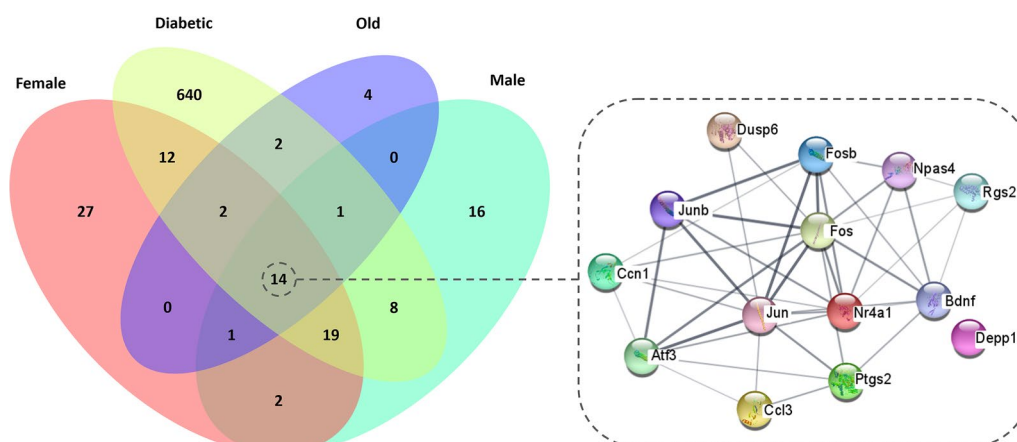 Diabetic
Old
Female
Male
640
4
12
2
0
27
2
1
16
14
0
1
19
8
2
Dusp6
Fosb
Npas4
Rgs2
Junb
Fos
Ccn1
Bdnf
Jun
Nr4a1
Depp1
Atf3
Ptgs2
Ccl3